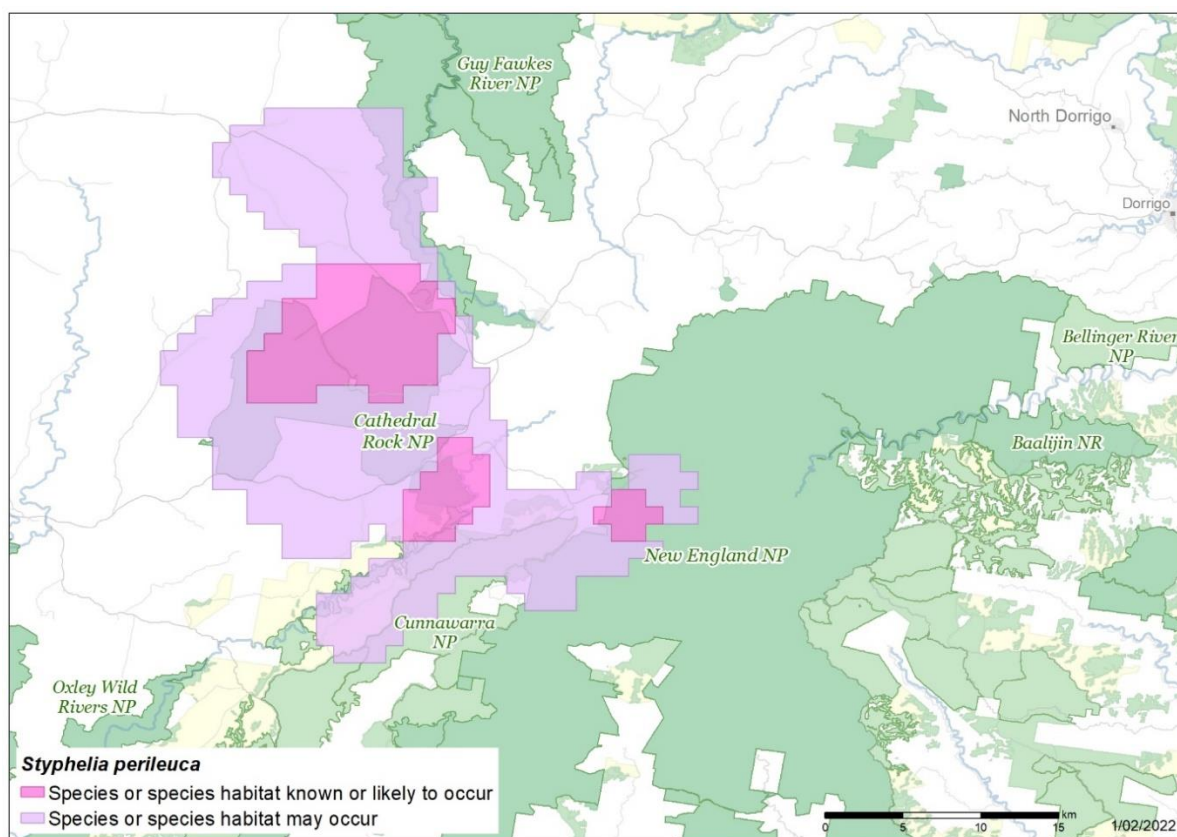 Guy Fawkes
River NP
North Dorrigo
Dorrigo
Bellinger River
NP
Cathedral
Rock NP
Baalijin NR
New England NP
Cunnawarra
NP
Oxley Wild
Rivers NP
Styphelia perileuca
Species or species habitat known or likely to occur
Species or species habitat may occur
km
0 5 10 15
1/02/2022